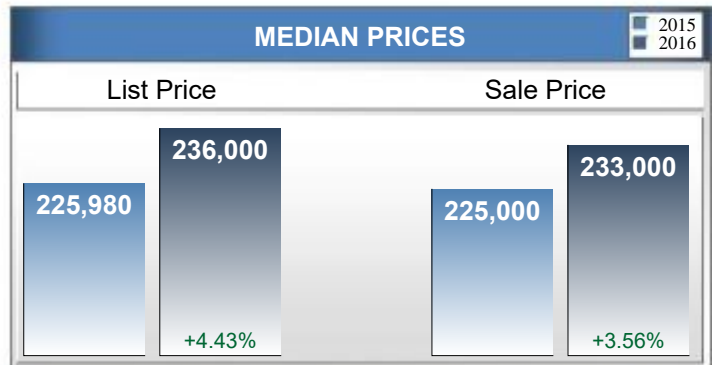 MEDIAN PRICES
2015
2016
List Price
Sale Price
225,980
236,000
+4.43%
225,000
233,000
+3.56%